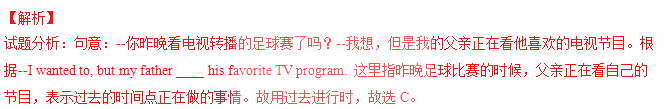 【解析】
试题分析：句意：--你昨晚看电视转播的足球赛了吗？--我想，但是我的父亲正在看他喜欢的电视节目。根
据--I wanted to, but my father ____ his favorite TV program. 这里指昨晚足球比赛的时候，父亲正在看自己的
节目，表示过去的时间点正在做的事情。故用过去进行时，故选 C。